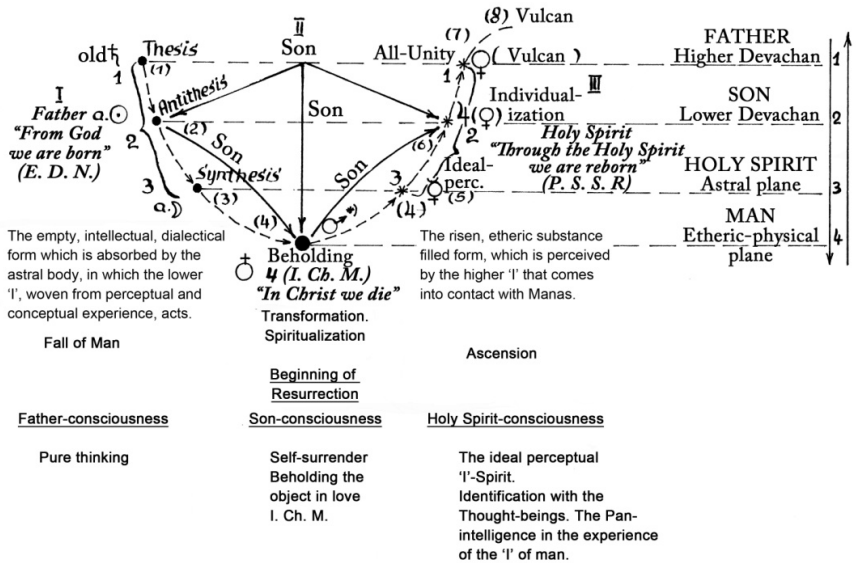 (8) Vulcan
II
(7)
old ♄ Thesis
Son
All-Unity
☿ ( Vulcan )
FATHER
1
(1)
1
Higher Devachan
1
I
Antithesis
Individual-
III
SON
Father a.☉
Son
4 (♀)
ization
Lower Devachan
2
"From God
(2)
(6)
2
Holy Spirit
we are born"
2
Son
Son
"Through the Holy Spirit
(E. D. N.)
Synthesis
Ideal-
we are reborn"
HOLY SPIRIT
3
(3)
3
perc.
(P. S. S. R)
Astral plane
3
a.☽
(4)
(4)
☿
(5)
MAN
Beholding
Etheric-physical
4
4 (I. Ch. M.)
plane
"In Christ we die"
The empty, intellectual, dialectical
form which is absorbed by the
astral body, in which the lower
'I', woven from perceptual and
conceptual experience, acts.
The risen, etheric substance
filled form, which is perceived
by the higher 'I' that comes
into contact with Manas.
Transformation.
Spiritualization
Fall of Man
Ascension
Beginning of
Resurrection
Father-consciousness
Son-consciousness
Holy Spirit-consciousness
Pure thinking
Self-surrender
Beholding the
object in love
I. Ch. M.
The ideal perceptual
'I'-Spirit.
Identification with the
Thought-beings. The Pan-
intelligence in the experience
of the 'I' of man.